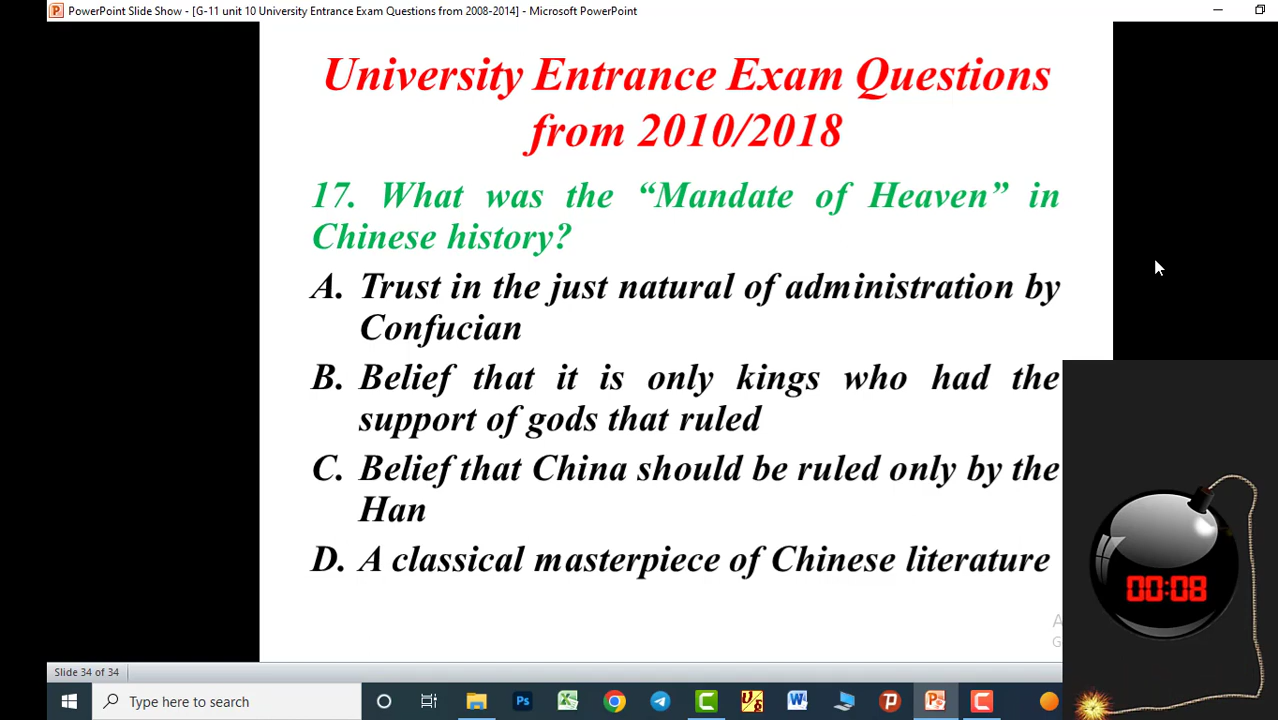 PowerPoint Slide Show - [G-11 unit 10 University Entrance Exam Questions from 2008-2014] - Microsoft PowerPoint
University Entrance Exam Questions
from 2010/2018
17. What was the “Mandate of Heaven” in
Chinese history?
A. Trust in the just natural of administration by
Confucian
B. Belief that it is only kings who had the
support of gods that ruled
C. Belief that China should be ruled only by the
Han
D. A classical masterpiece of Chinese literature
00:08
Slide 34 of 34
Type here to search